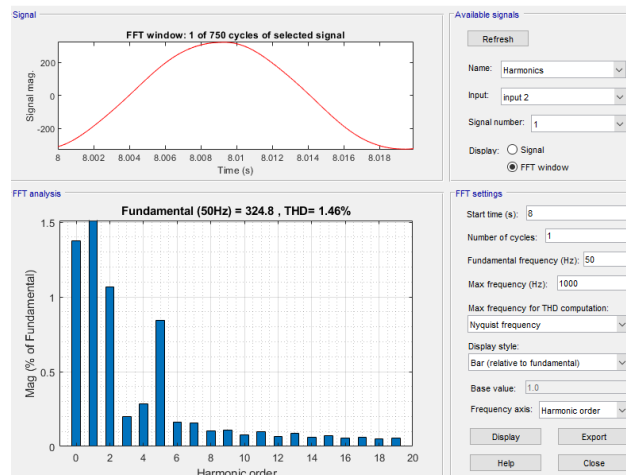 Signal
FFT window: 1 of 750 cycles of selected signal
Signal mag.
200
0
-200
8
8.002
8.004
8.006
8.008
8.01
8.012
8.014
8.016
8.018
Time (s)
FFT analysis
Fundamental (50Hz) = 324.8 , THD= 1.46%
Mag (% of Fundamental)
1.5
1
0.5
0
0
2
4
6
8
10
12
14
16
18
20
Harmonic order
Available signals
Refresh
Name:
Harmonics
Input:
input 2
Signal number:
1
Display:
Signal
FFT window
FFT settings
Start time (s):
8
Number of cycles:
1
Fundamental frequency (Hz):
50
Max frequency (Hz):
1000
Max frequency for THD computation:
Nyquist frequency
Display style:
Bar (relative to fundamental)
Base value:
1.0
Frequency axis:
Harmonic order
Display
Export
Help
Close